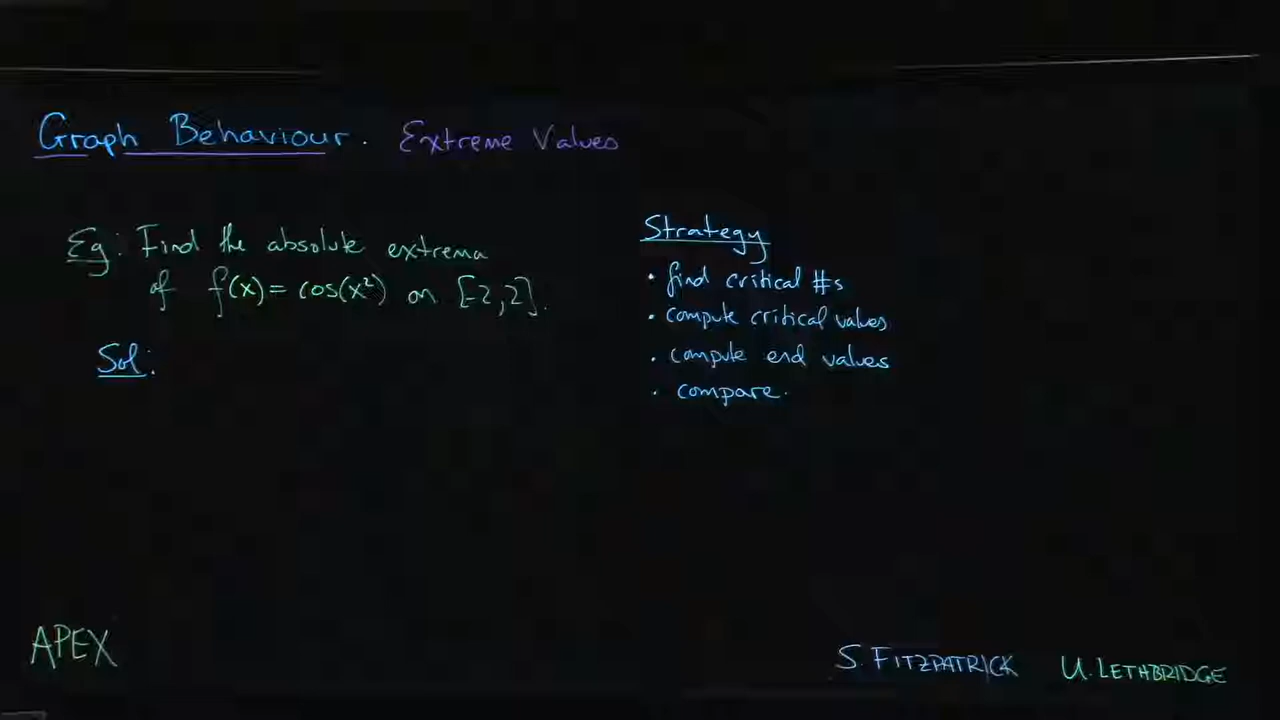 Graph Behaviour. Extreme Values
Eg: Find the absolute extrema
of f(x) = cos(x²) on [-2,2].
Sol:
Strategy
• find critical #s
• compute critical values
• compute end values
• compare.
APEX
S. FITZPATRICK U. LETHBRIDGE